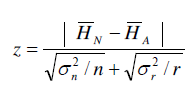 z = | H̅_N − H̅_A | / √σ_n²/n + √σ_r²/r